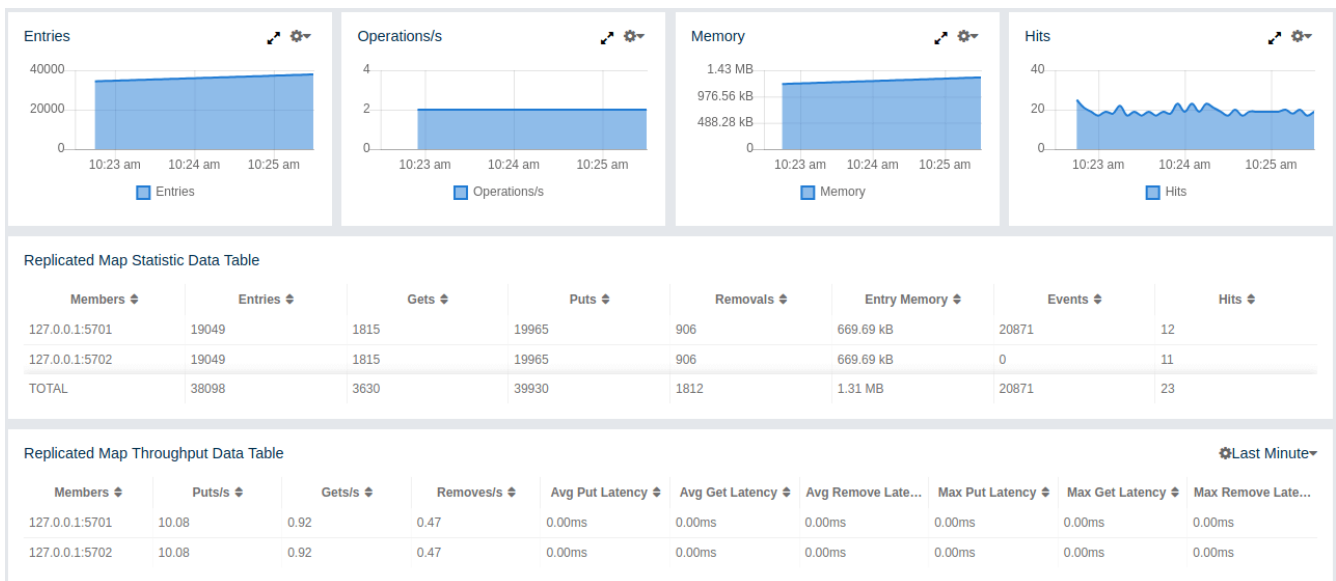 Entries
40000
20000
0
10:23 am 10:24 am 10:25 am
Entries
Operations/s
4
2
0
10:23 am 10:24 am 10:25 am
Operations/s
Memory
1.43 MB
976.56 kB
488.28 kB
0
10:23 am 10:24 am 10:25 am
Memory
Hits
40
20
0
10:23 am 10:24 am 10:25 am
Hits
Replicated Map Statistic Data Table
Members Entries Gets Puts Removals Entry Memory Events Hits
127.0.0.1:5701 19049 1815 19965 906 669.69 kB 20871 12
127.0.0.1:5702 19049 1815 19965 906 669.69 kB 0 11
TOTAL 38098 3630 39930 1812 1.31 MB 20871 23
Replicated Map Throughput Data Table Last Minute
Members Puts/s Gets/s Removes/s Avg Put Latency Avg Get Latency Avg Remove Late... Max Put Latency Max Get Latency Max Remove Late...
127.0.0.1:5701 10.08 0.92 0.47 0.00ms 0.00ms 0.00ms 0.00ms 0.00ms 0.00ms
127.0.0.1:5702 10.08 0.92 0.47 0.00ms 0.00ms 0.00ms 0.00ms 0.00ms 0.00ms